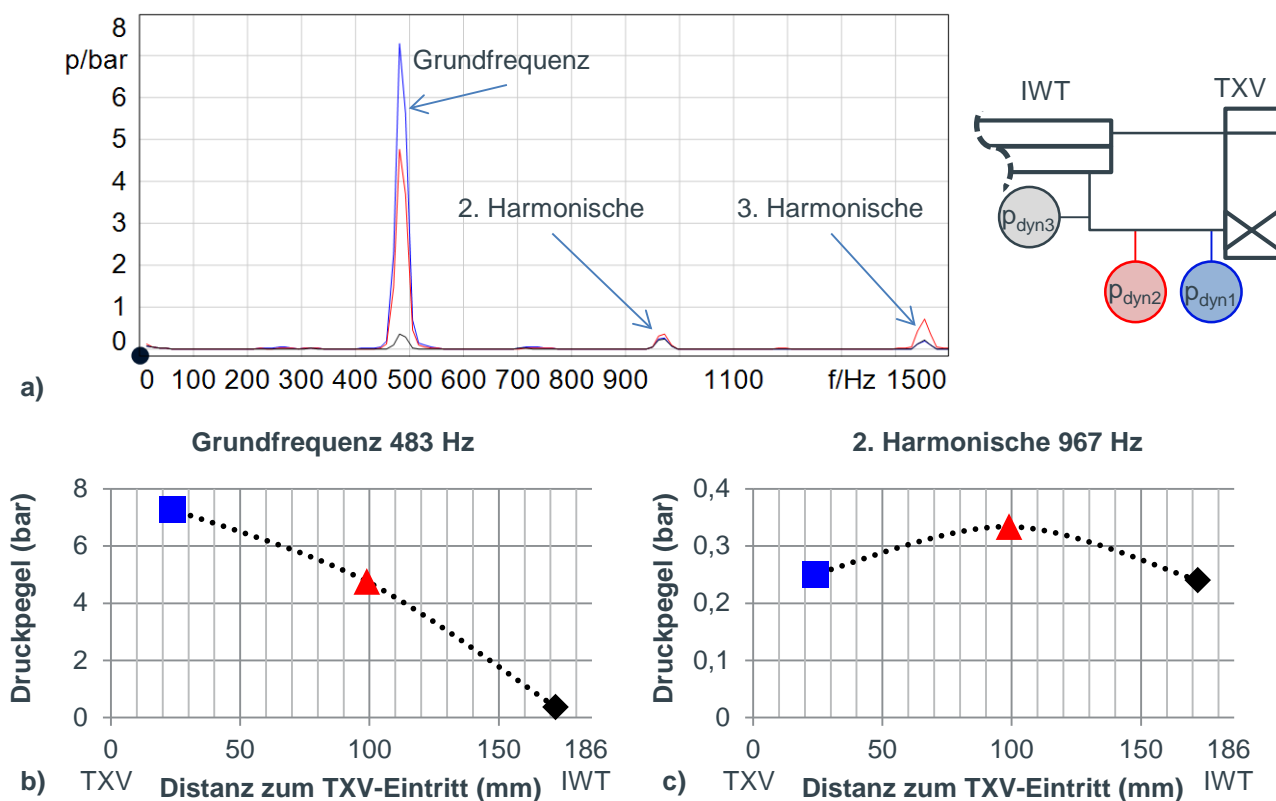 8
p/bar
7
6
5
4
3
2
1
0
Grundfrequenz
2. Harmonische
3. Harmonische
0 100 200 300 400 500 600 700 800 900 1100 f/Hz 1500
a)
IWT
TXV
pdyn3
pdyn2
pdyn1
Grundfrequenz 483 Hz
Druckpegel (bar)
8
6
4
2
0
0 50 100 150 186
TXV Distanz zum TXV-Eintritt (mm) IWT
b)
2. Harmonische 967 Hz
Druckpegel (bar)
0,4
0,3
0,2
0,1
0
0 50 100 150 186
TXV Distanz zum TXV-Eintritt (mm) IWT
c)